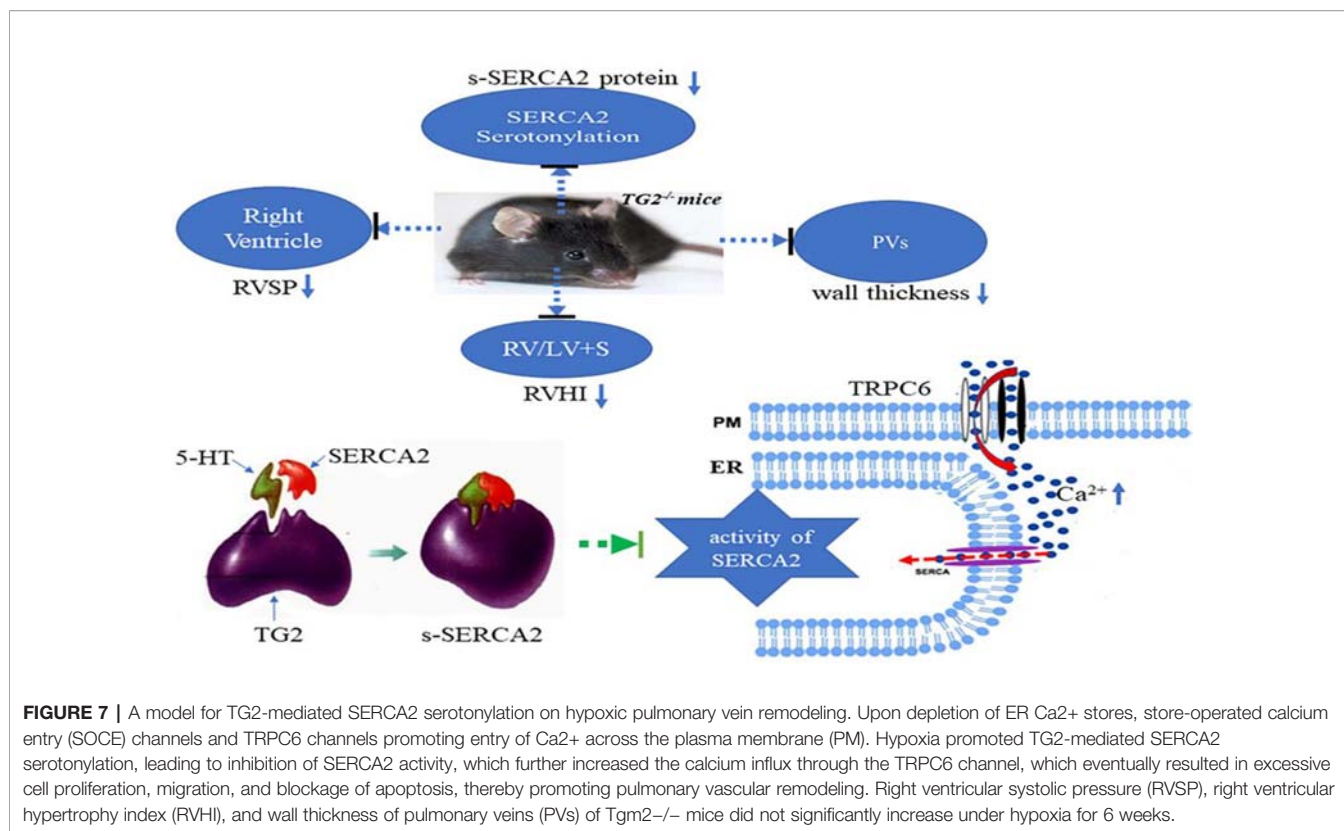 s-SERCA2 protein ↓
SERCA2
Serotonylation
TG2-/- mice
Right
Ventricle
RVSP ↓
PVs
wall thickness ↓
RV/LV+S
RVHI ↓
TRPC6
PM
ER
5-HT
SERCA2
Ca2+ ↑
activity of
SERCA2
SERCA
TG2
s-SERCA2
FIGURE 7 | A model for TG2-mediated SERCA2 serotonylation on hypoxic pulmonary vein remodeling. Upon depletion of ER Ca2+ stores, store-operated calcium
entry (SOCE) channels and TRPC6 channels promoting entry of Ca2+ across the plasma membrane (PM). Hypoxia promoted TG2-mediated SERCA2
serotonylation, leading to inhibition of SERCA2 activity, which further increased the calcium influx through the TRPC6 channel, which eventually resulted in excessive
cell proliferation, migration, and blockage of apoptosis, thereby promoting pulmonary vascular remodeling. Right ventricular systolic pressure (RVSP), right ventricular
hypertrophy index (RVHI), and wall thickness of pulmonary veins (PVs) of Tgm2−/− mice did not significantly increase under hypoxia for 6 weeks.